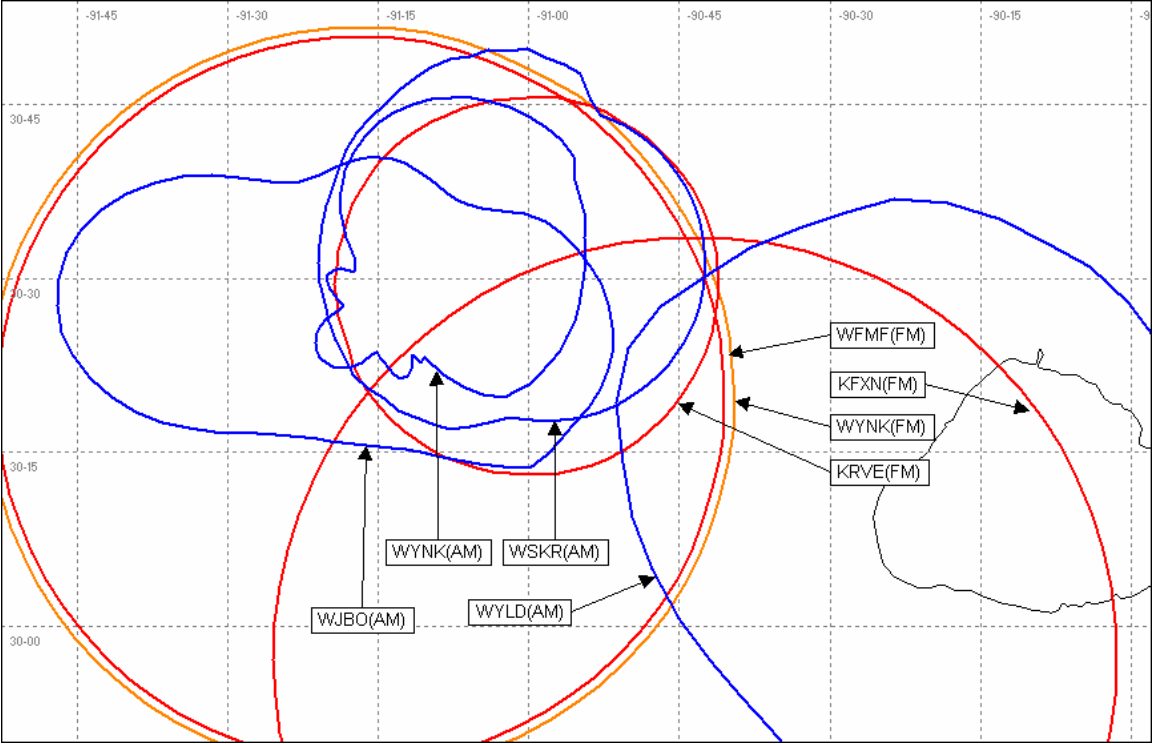 -91-45 -91-30 -91-15 -91-00 -90-45 -90-30 -90-15 -9
30-45
30-30
WFMF(FM)
KFXN(FM)
WYNK(FM)
30-15
KRVE(FM)
WYNK(AM) WSKR(AM)
WJBO(AM) WYLD(AM)
30-00